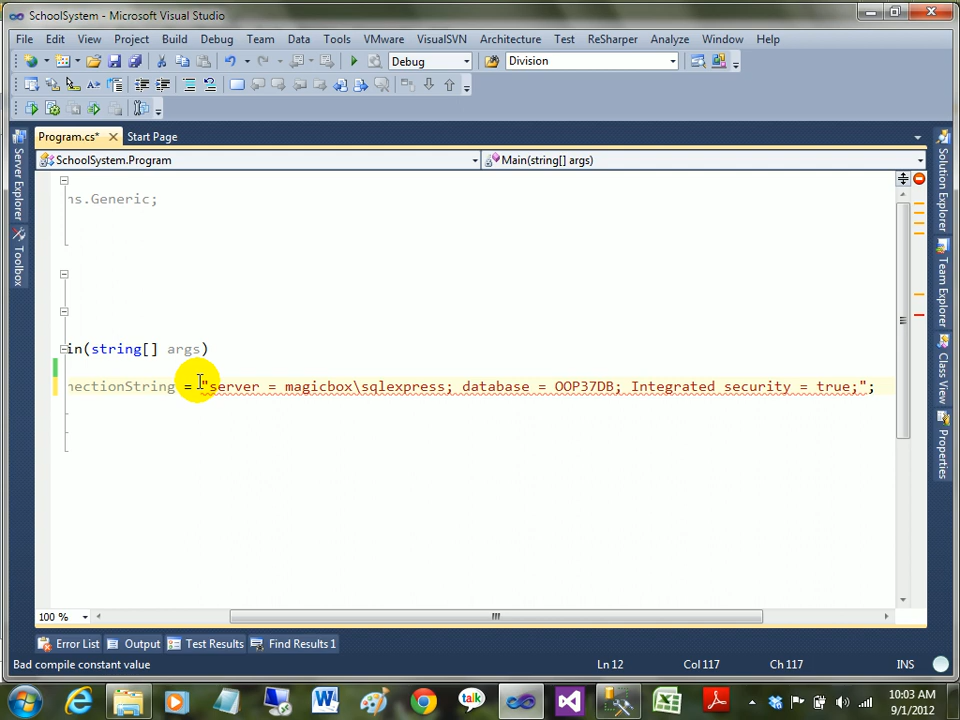 SchoolSystem - Microsoft Visual Studio
File Edit View Project Build Debug Team Data Tools VMware VisualSVN Architecture Test ReSharper Analyze Window Help
Debug Division
Program.cs* Start Page
SchoolSystem.Program Main(string[] args)
ns.Generic;
in(string[] args)
nectionString = "server = magicbox\sqlexpress; database = OOP37DB; Integrated security = true;";
Server Explorer
Toolbox
Solution Explorer
Team Explorer
Class View
Properties
100 %
Error List Output Test Results Find Results 1
Bad compile constant value Ln 12 Col 117 Ch 117 INS
talk
10:03 AM
9/1/2012